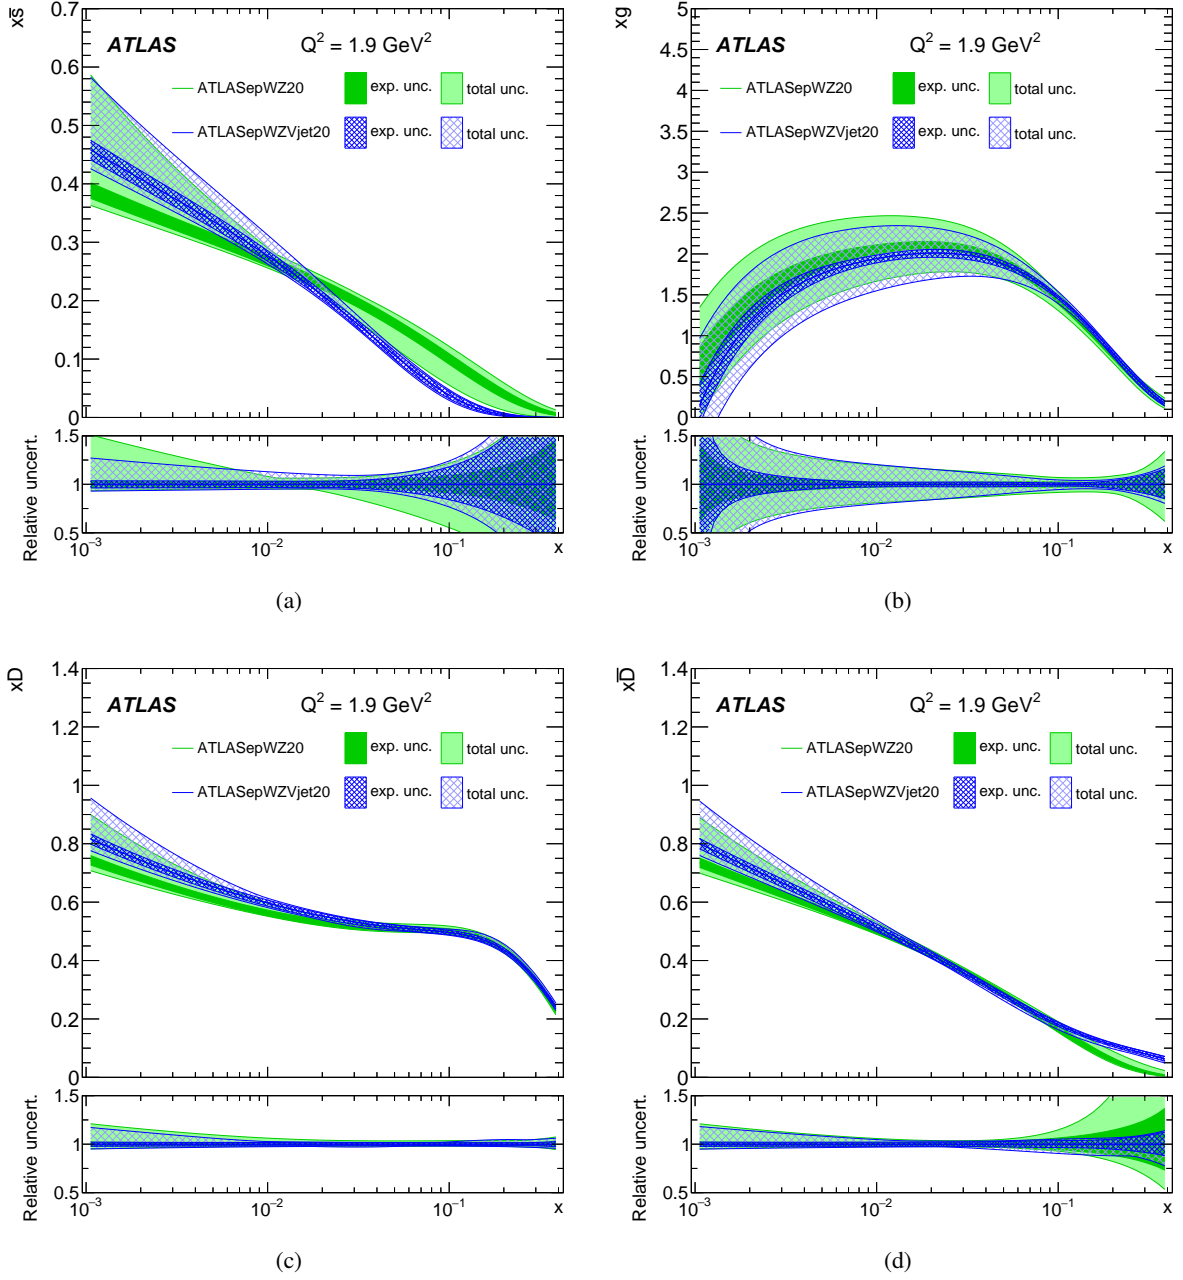 xs̅
0.7
0.6
0.5
0.4
0.3
0.2
0.1
0
ATLAS
Q² = 1.9 GeV²
ATLASepWZ20
exp. unc.
total unc.
ATLASepWZVjet20
exp. unc.
total unc.
Relative uncert.
1.5
1
0.5
10⁻³
10⁻²
10⁻¹
x
(a)
xg
5
4.5
4
3.5
3
2.5
2
1.5
1
0.5
0
ATLAS
Q² = 1.9 GeV²
ATLASepWZ20
exp. unc.
total unc.
ATLASepWZVjet20
exp. unc.
total unc.
Relative uncert.
1.5
1
0.5
10⁻³
10⁻²
10⁻¹
x
(b)
xD
1.4
1.2
1
0.8
0.6
0.4
0.2
0
ATLAS
Q² = 1.9 GeV²
ATLASepWZ20
exp. unc.
total unc.
ATLASepWZVjet20
exp. unc.
total unc.
Relative uncert.
1.5
1
0.5
10⁻³
10⁻²
10⁻¹
x
(c)
xD̅
1.4
1.2
1
0.8
0.6
0.4
0.2
0
ATLAS
Q² = 1.9 GeV²
ATLASepWZ20
exp. unc.
total unc.
ATLASepWZVjet20
exp. unc.
total unc.
Relative uncert.
1.5
1
0.5
10⁻³
10⁻²
10⁻¹
x
(d)